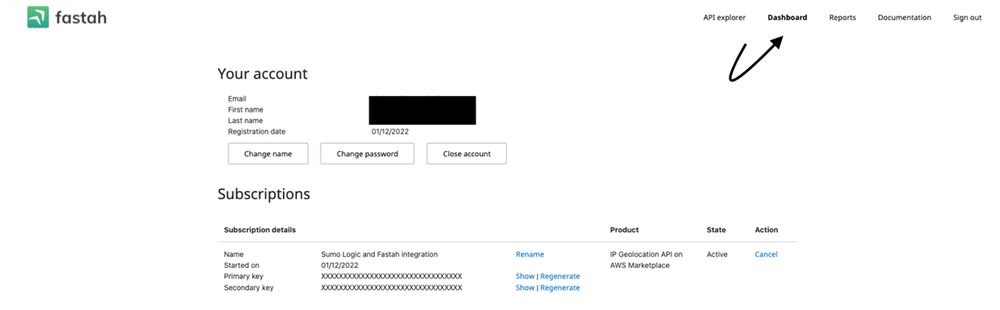 fastah
API explorer Dashboard Reports Documentation Sign out
Your account
Email
First name
Last name
Registration date 01/12/2022
Change name Change password Close account
Subscriptions
Subscription details Product State Action
Name Sumo Logic and Fastah integration Rename IP Geolocation API on Active Cancel
Started on 01/12/2022 AWS Marketplace
Primary key XXXXXXXXXXXXXXXXXXXXXXXXXXXXXXXX Show | Regenerate
Secondary key XXXXXXXXXXXXXXXXXXXXXXXXXXXXXXXX Show | Regenerate